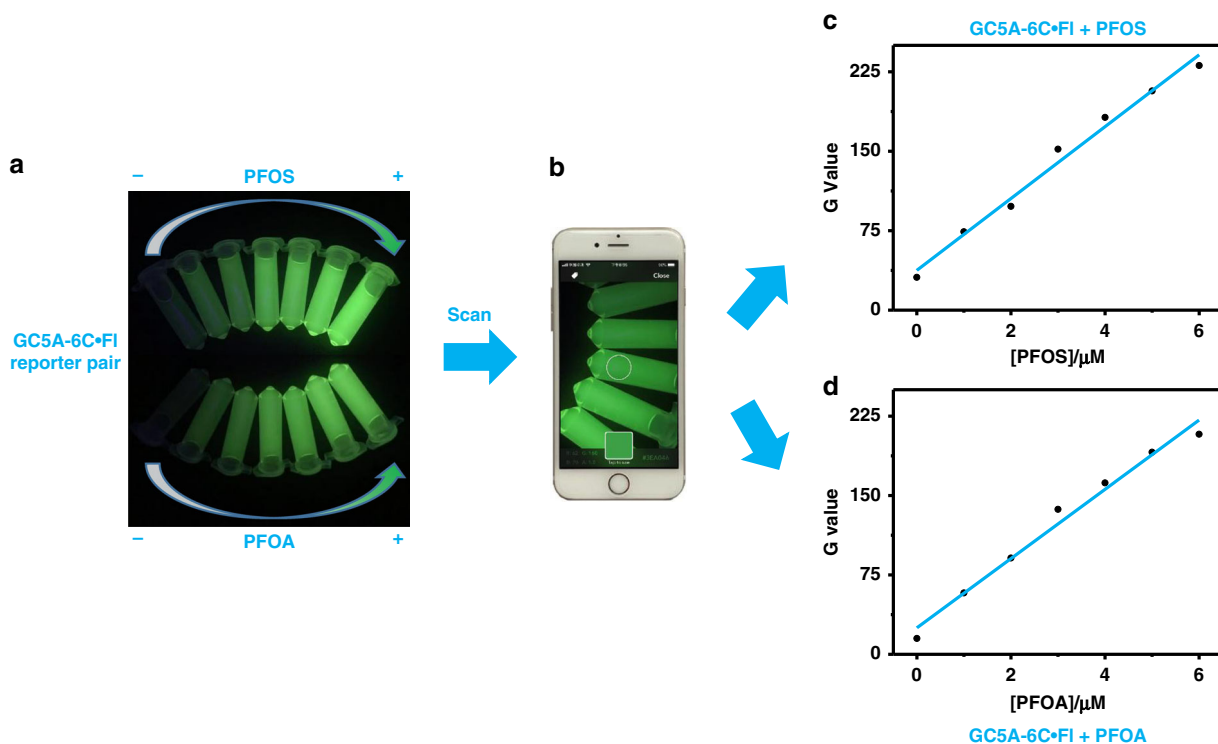 a
– PFOS +
GC5A-6C•Fl
reporter pair
– PFOA +
Scan
b
Close
c
GC5A-6C•Fl + PFOS
G Value
225
150
75
0
0 2 4 6
[PFOS]/μM
d
G value
225
150
75
0
0 2 4 6
[PFOA]/μM
GC5A-6C•Fl + PFOA